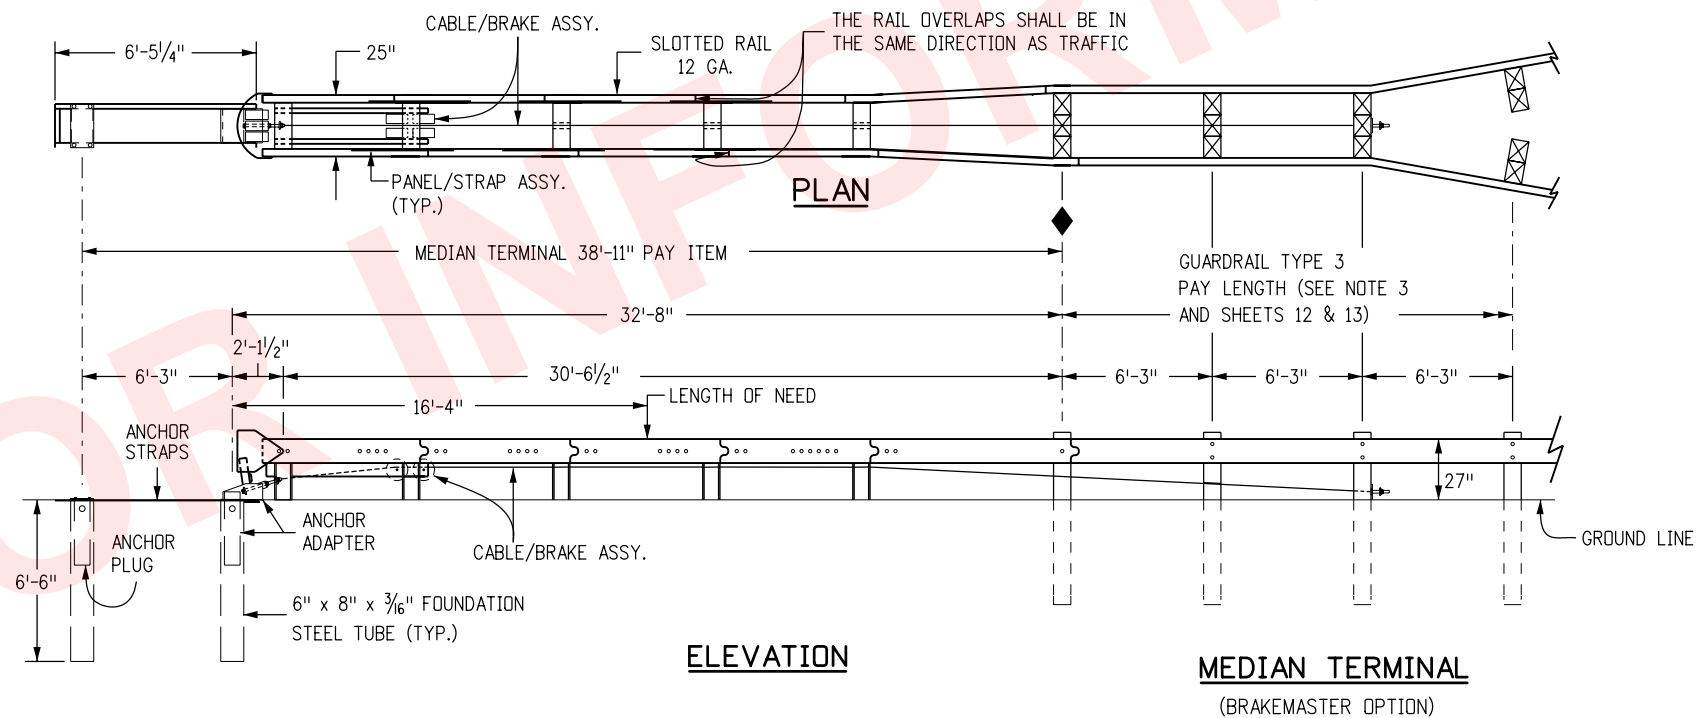 6'-5¼"
25"
CABLE/BRAKE ASSY.
SLOTTED RAIL
12 GA.
THE RAIL OVERLAPS SHALL BE IN
THE SAME DIRECTION AS TRAFFIC
PANEL/STRAP ASSY.
(TYP.)
PLAN
MEDIAN TERMINAL 38'-11" PAY ITEM
GUARDRAIL TYPE 3
PAY LENGTH (SEE NOTE 3
AND SHEETS 12 & 13)
32'-8"
2'-1½"
6'-3"
30'-6½"
6'-3"
6'-3"
6'-3"
16'-4"
LENGTH OF NEED
ANCHOR
STRAPS
27"
ANCHOR
ADAPTER
ANCHOR
PLUG
CABLE/BRAKE ASSY.
GROUND LINE
6'-6"
6" x 8" x 3/16" FOUNDATION
STEEL TUBE (TYP.)
ELEVATION
MEDIAN TERMINAL
(BRAKEMASTER OPTION)
OR INFORM